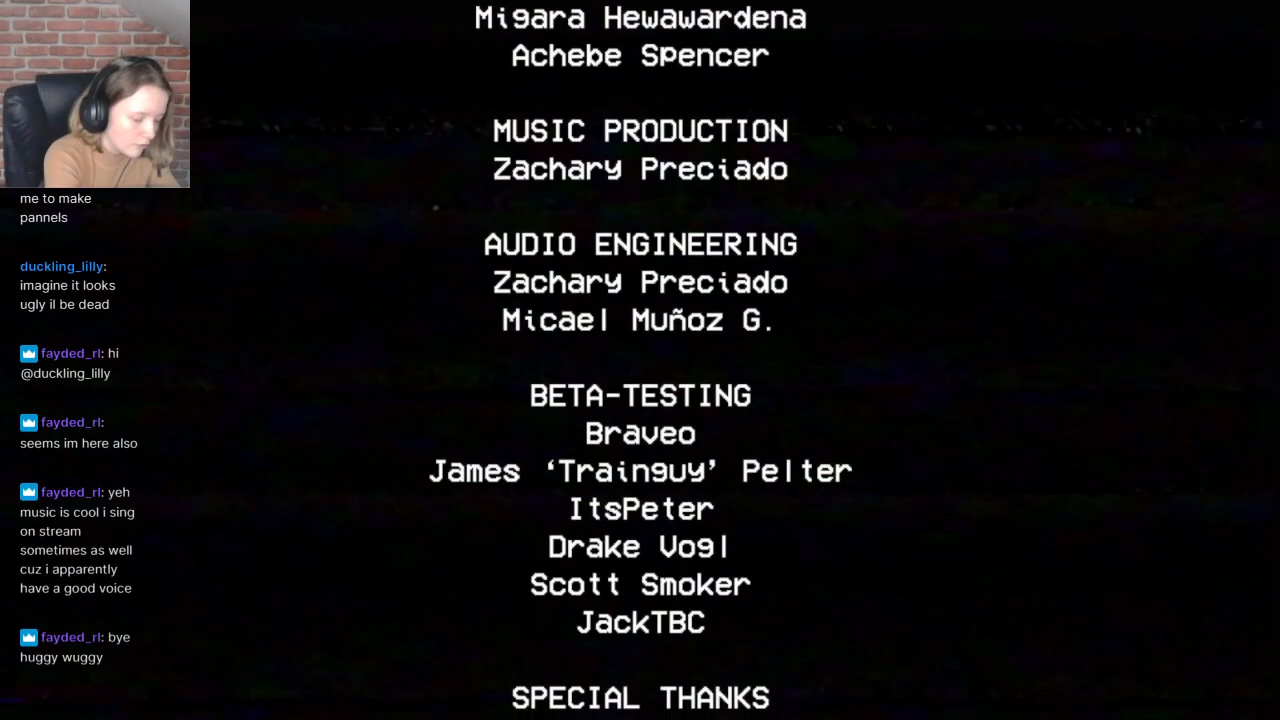 Migara Hewawardena
Achebe Spencer
MUSIC PRODUCTION
Zachary Preciado
AUDIO ENGINEERING
Zachary Preciado
Micael Muñoz G.
BETA-TESTING
Braveo
James ‘Trainguy’ Pelter
ItsPeter
Drake Vogl
Scott Smoker
JackTBC
SPECIAL THANKS
me to make
pannels
duckling_lilly:
imagine it looks
ugly il be dead
fayded_rl: hi
@duckling_lilly
fayded_rl:
seems im here also
fayded_rl: yeh
music is cool i sing
on stream
sometimes as well
cuz i apparently
have a good voice
fayded_rl: bye
huggy wuggy